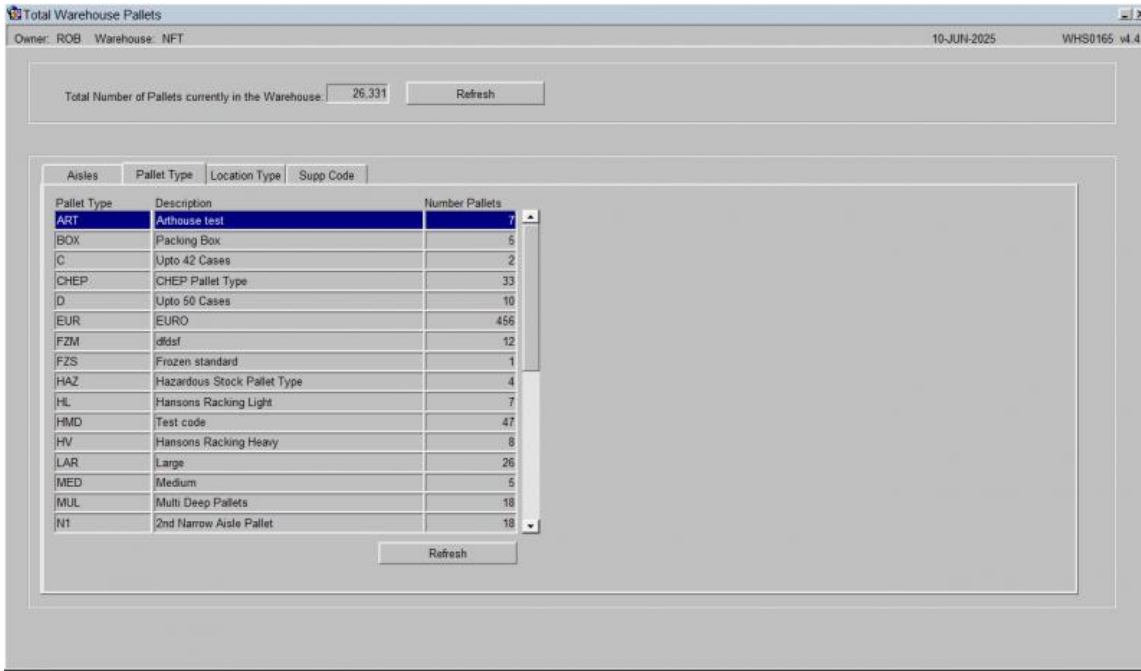 Total Warehouse Pallets
Owner: ROB Warehouse: NFT 10-JUN-2025 WHS0165 v4.4
Total Number of Pallets currently in the Warehouse: 26,331 Refresh
Aisles Pallet Type Location Type Supp Code
Pallet Type Description Number Pallets
ART Arthouse test 7
BOX Packing Box 5
C Upto 42 Cases 2
CHEP CHEP Pallet Type 33
D Upto 50 Cases 10
EUR EURO 456
FZM dfdsf 12
FZS Frozen standard 1
HAZ Hazardous Stock Pallet Type 4
HL Hansons Racking Light 7
HMD Test code 47
HV Hansons Racking Heavy 8
LAR Large 26
MED Medium 5
MUL Multi Deep Pallets 18
N1 2nd Narrow Aisle Pallet 18
Refresh